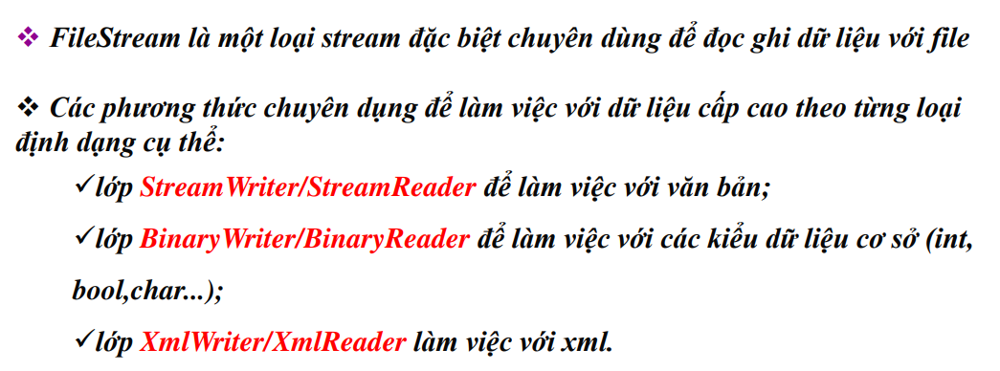 ❖ FileStream là một loại stream đặc biệt chuyên dùng để đọc ghi dữ liệu với file
❖ Các phương thức chuyên dụng để làm việc với dữ liệu cấp cao theo từng loại
định dạng cụ thể:
✓lớp StreamWriter/StreamReader để làm việc với văn bản;
✓lớp BinaryWriter/BinaryReader để làm việc với các kiểu dữ liệu cơ sở (int,
bool,char...);
✓lớp XmlWriter/XmlReader làm việc với xml.